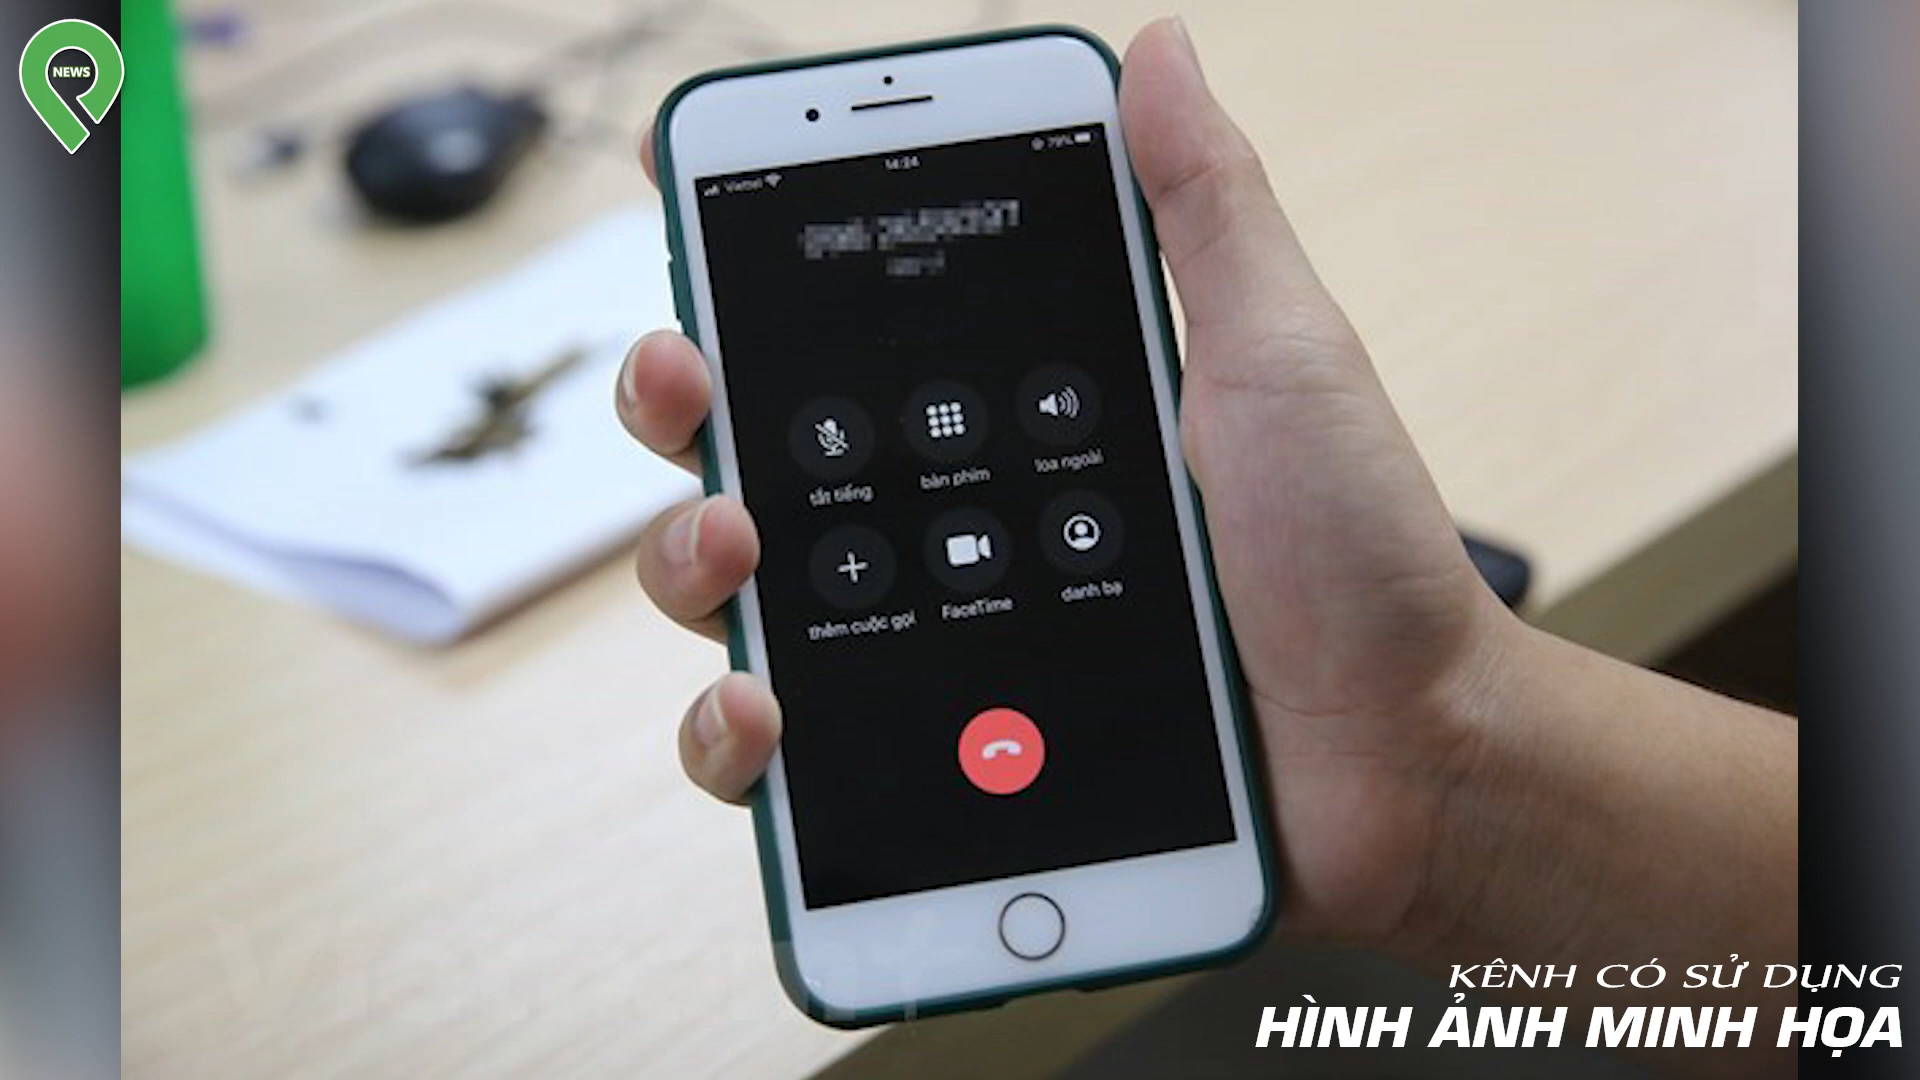 NEWS
Viettel
14:24
79%
tắt tiếng
bàn phím
loa ngoài
thêm cuộc gọi
FaceTime
danh bạ
KÊNH CÓ SỬ DỤNG
HÌNH ẢNH MINH HỌA